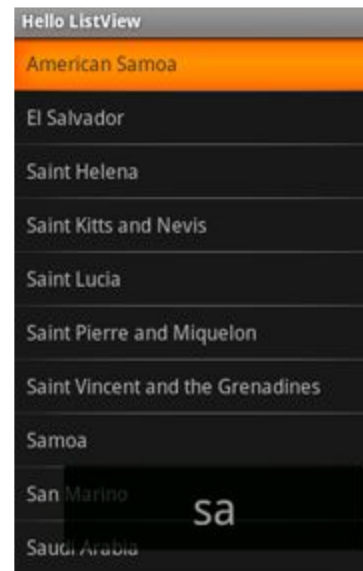 Hello ListView
American Samoa
El Salvador
Saint Helena
Saint Kitts and Nevis
Saint Lucia
Saint Pierre and Miquelon
Saint Vincent and the Grenadines
Samoa
San Marino
sa
Saudi Arabia